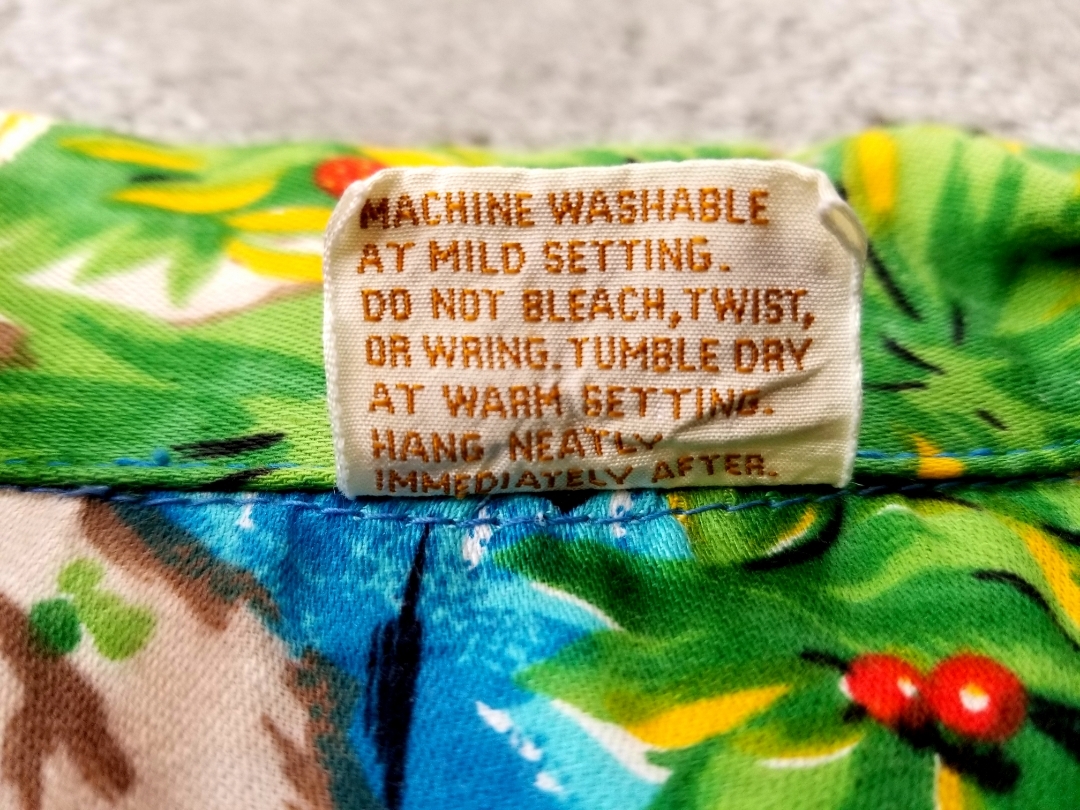 MACHINE WASHABLE
AT MILD SETTING.
DO NOT BLEACH, TWIST,
OR WRING. TUMBLE DRY
AT WARM SETTING.
HANG NEATLY
IMMEDIATELY AFTER.